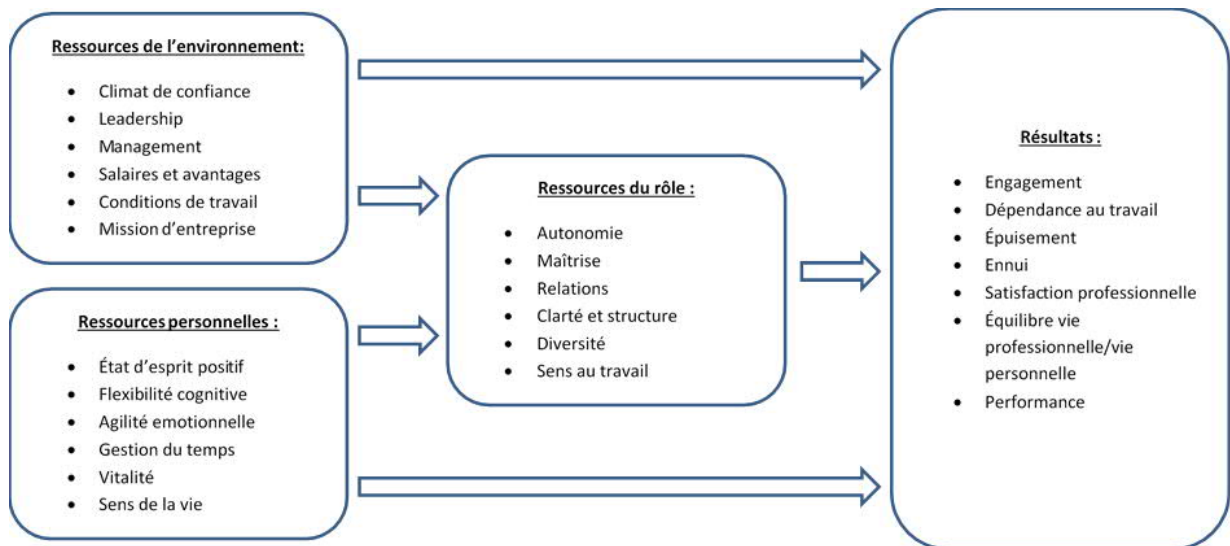 Ressources de l’environnement:
• Climat de confiance
• Leadership
• Management
• Salaires et avantages
• Conditions de travail
• Mission d’entreprise
Ressources personnelles :
• État d’esprit positif
• Flexibilité cognitive
• Agilité emotionnelle
• Gestion du temps
• Vitalité
• Sens de la vie
Ressources du rôle :
• Autonomie
• Maîtrise
• Relations
• Clarté et structure
• Diversité
• Sens au travail
Résultats :
• Engagement
• Dépendance au travail
• Épuisement
• Ennui
• Satisfaction professionnelle
• Équilibre vie
professionnelle/vie
personnelle
• Performance